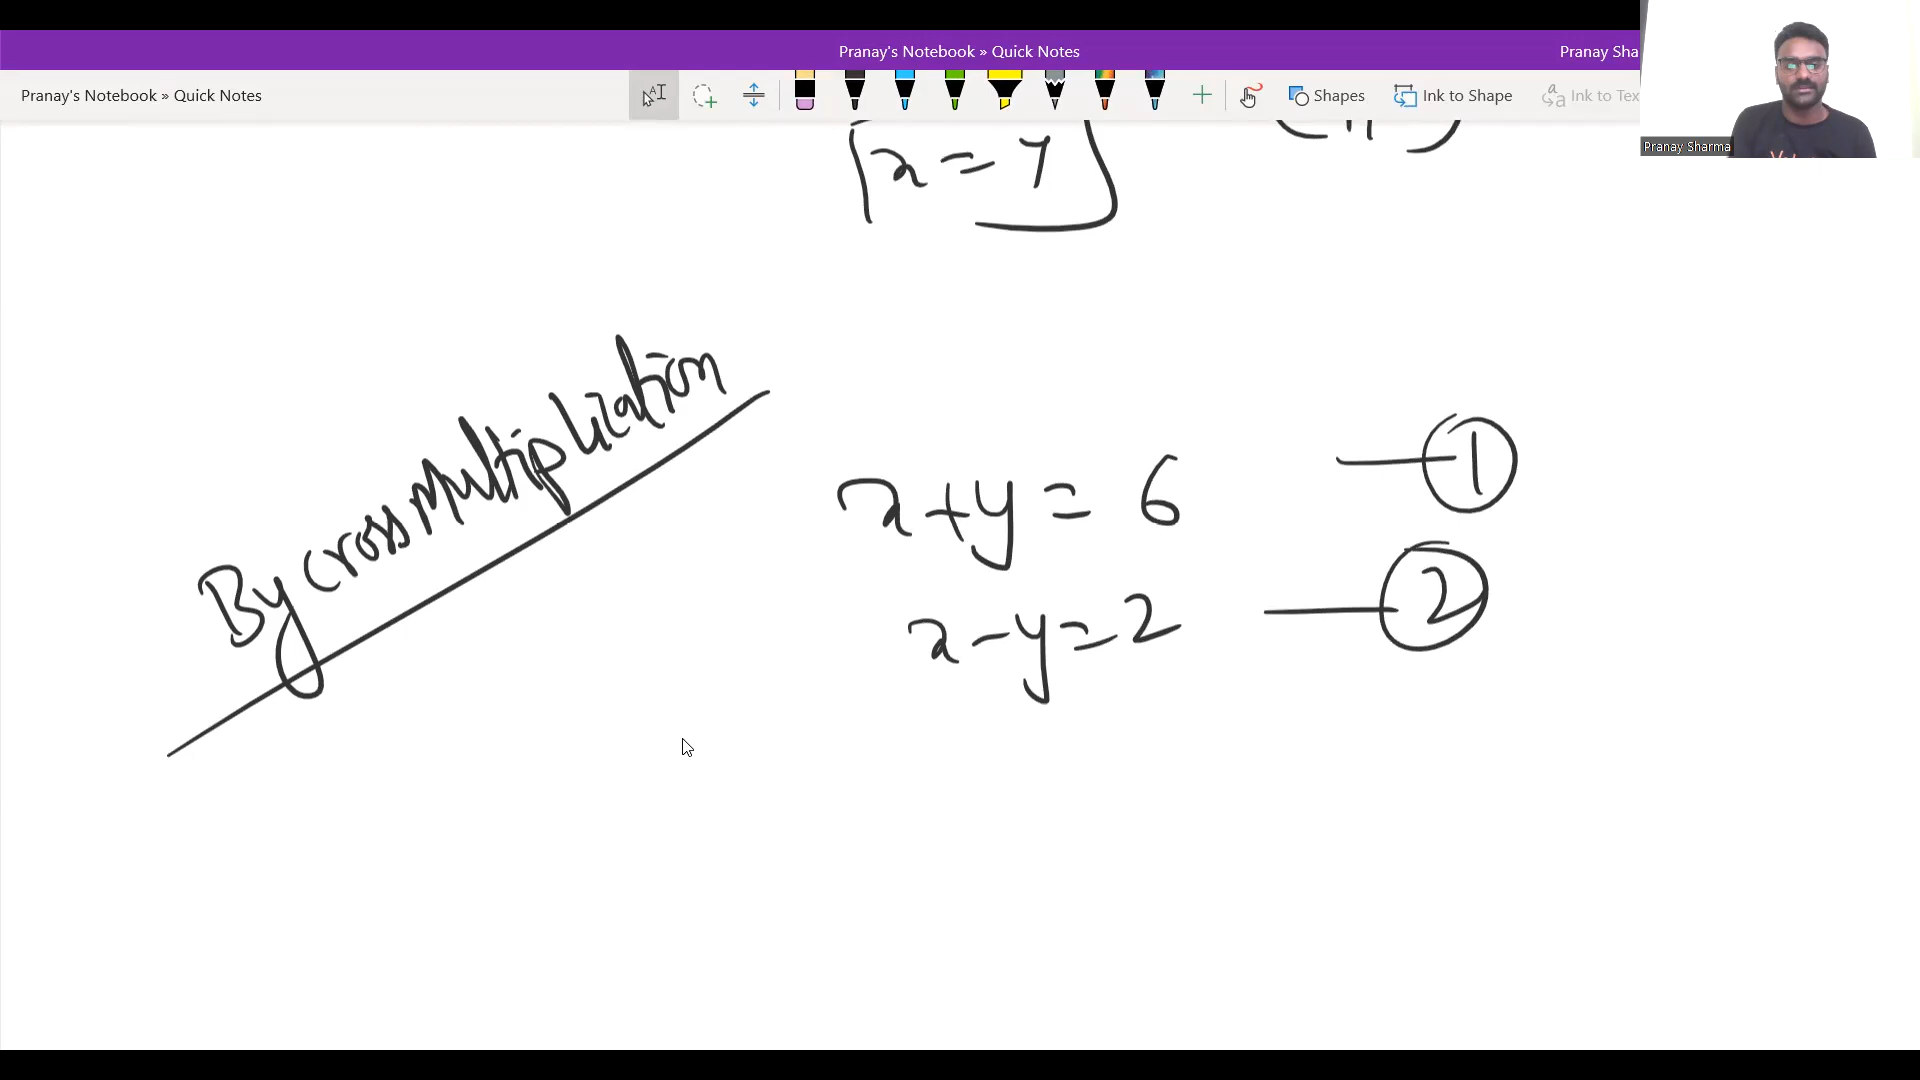 Pranay's Notebook » Quick Notes
Pranay Sha
Pranay's Notebook » Quick Notes
Shapes
Ink to Shape
Ink to Tex
Pranay Sharma
x = y
By cross Multiplication
x + y = 6
1
x - y = 2
2